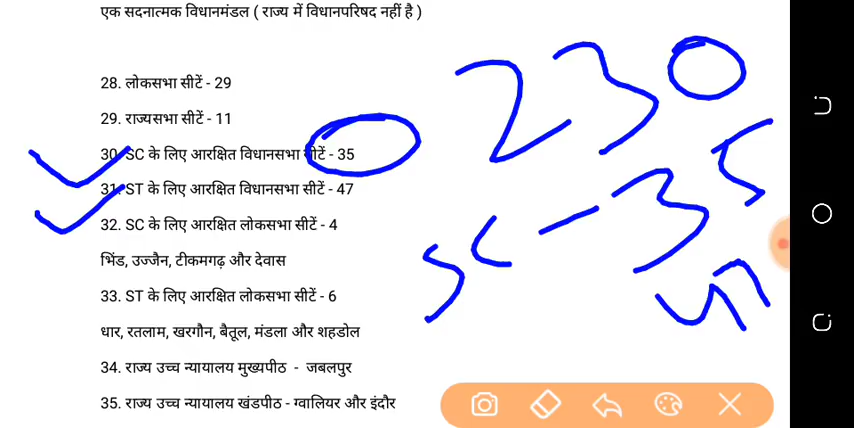 एक सदनात्मक विधानमंडल ( राज्य में विधानपरिषद नहीं है )
28. लोकसभा सीटें - 29
29. राज्यसभा सीटें - 11
230
30. SC के लिए आरक्षित विधानसभा सीटें - 35
31. ST के लिए आरक्षित विधानसभा सीटें - 47
32. SC के लिए आरक्षित लोकसभा सीटें - 4
SC - 35
भिंड, उज्जैन, टीकमगढ़ और देवास
33. ST के लिए आरक्षित लोकसभा सीटें - 6
धार, रतलाम, खरगौन, बैतूल, मंडला और शहडोल
34. राज्य उच्च न्यायालय मुख्यपीठ - जबलपुर
35. राज्य उच्च न्यायालय खंडपीठ - ग्वालियर और इंदौर